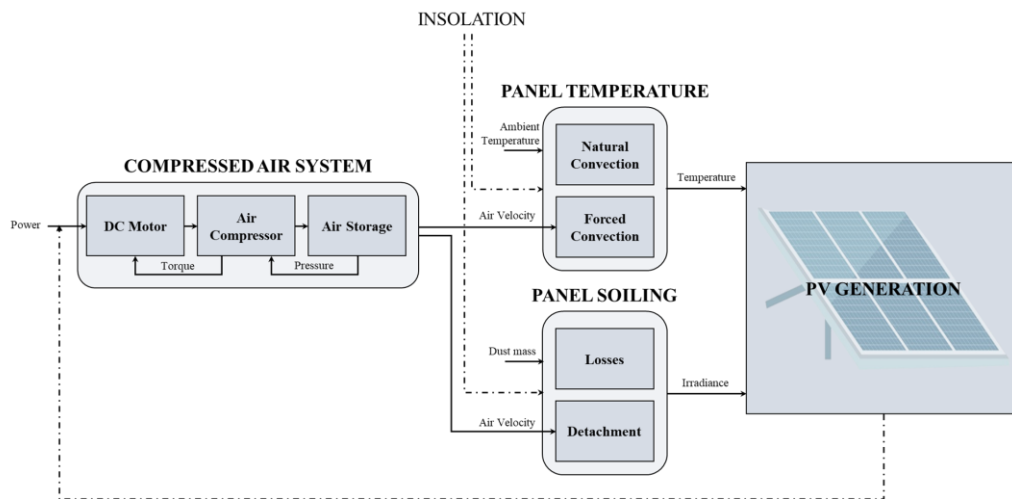 INSOLATION
PANEL TEMPERATURE
Ambient
Temperature
Natural
Convection
COMPRESSED AIR SYSTEM
Temperature
Power
DC Motor
Air
Compressor
Air Storage
Air Velocity
Forced
Convection
Torque
Pressure
PANEL SOILING
PV GENERATION
Dust mass
Losses
Irradiance
Air Velocity
Detachment